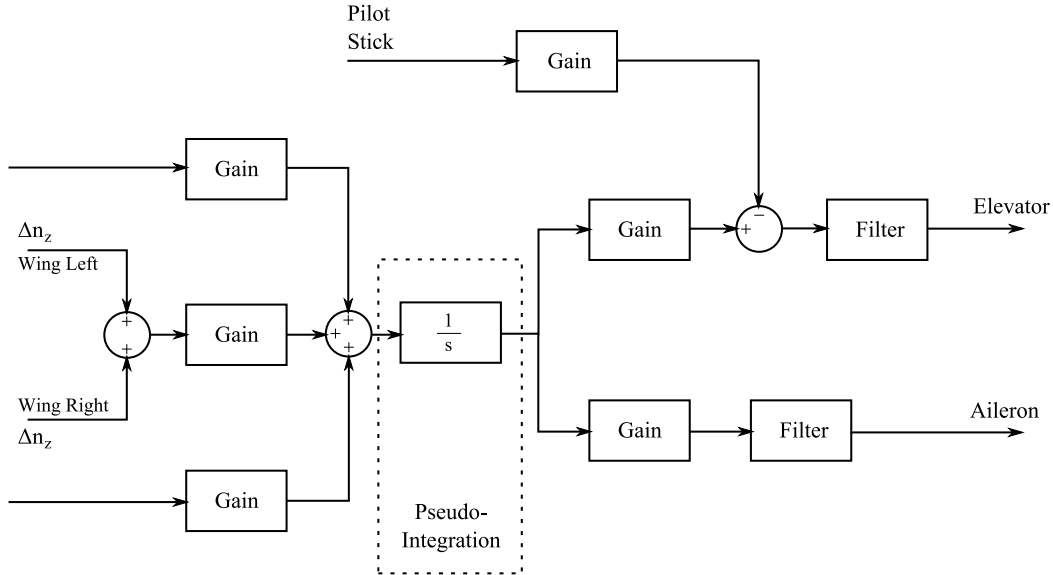 Pilot
Stick
Gain
Gain
Δn_z
Wing Left
+
+
Wing Right
Δn_z
Gain
+
+
+
1
s
Gain
Pseudo-
Integration
Gain
−
+
Filter
Elevator
Gain
Filter
Aileron